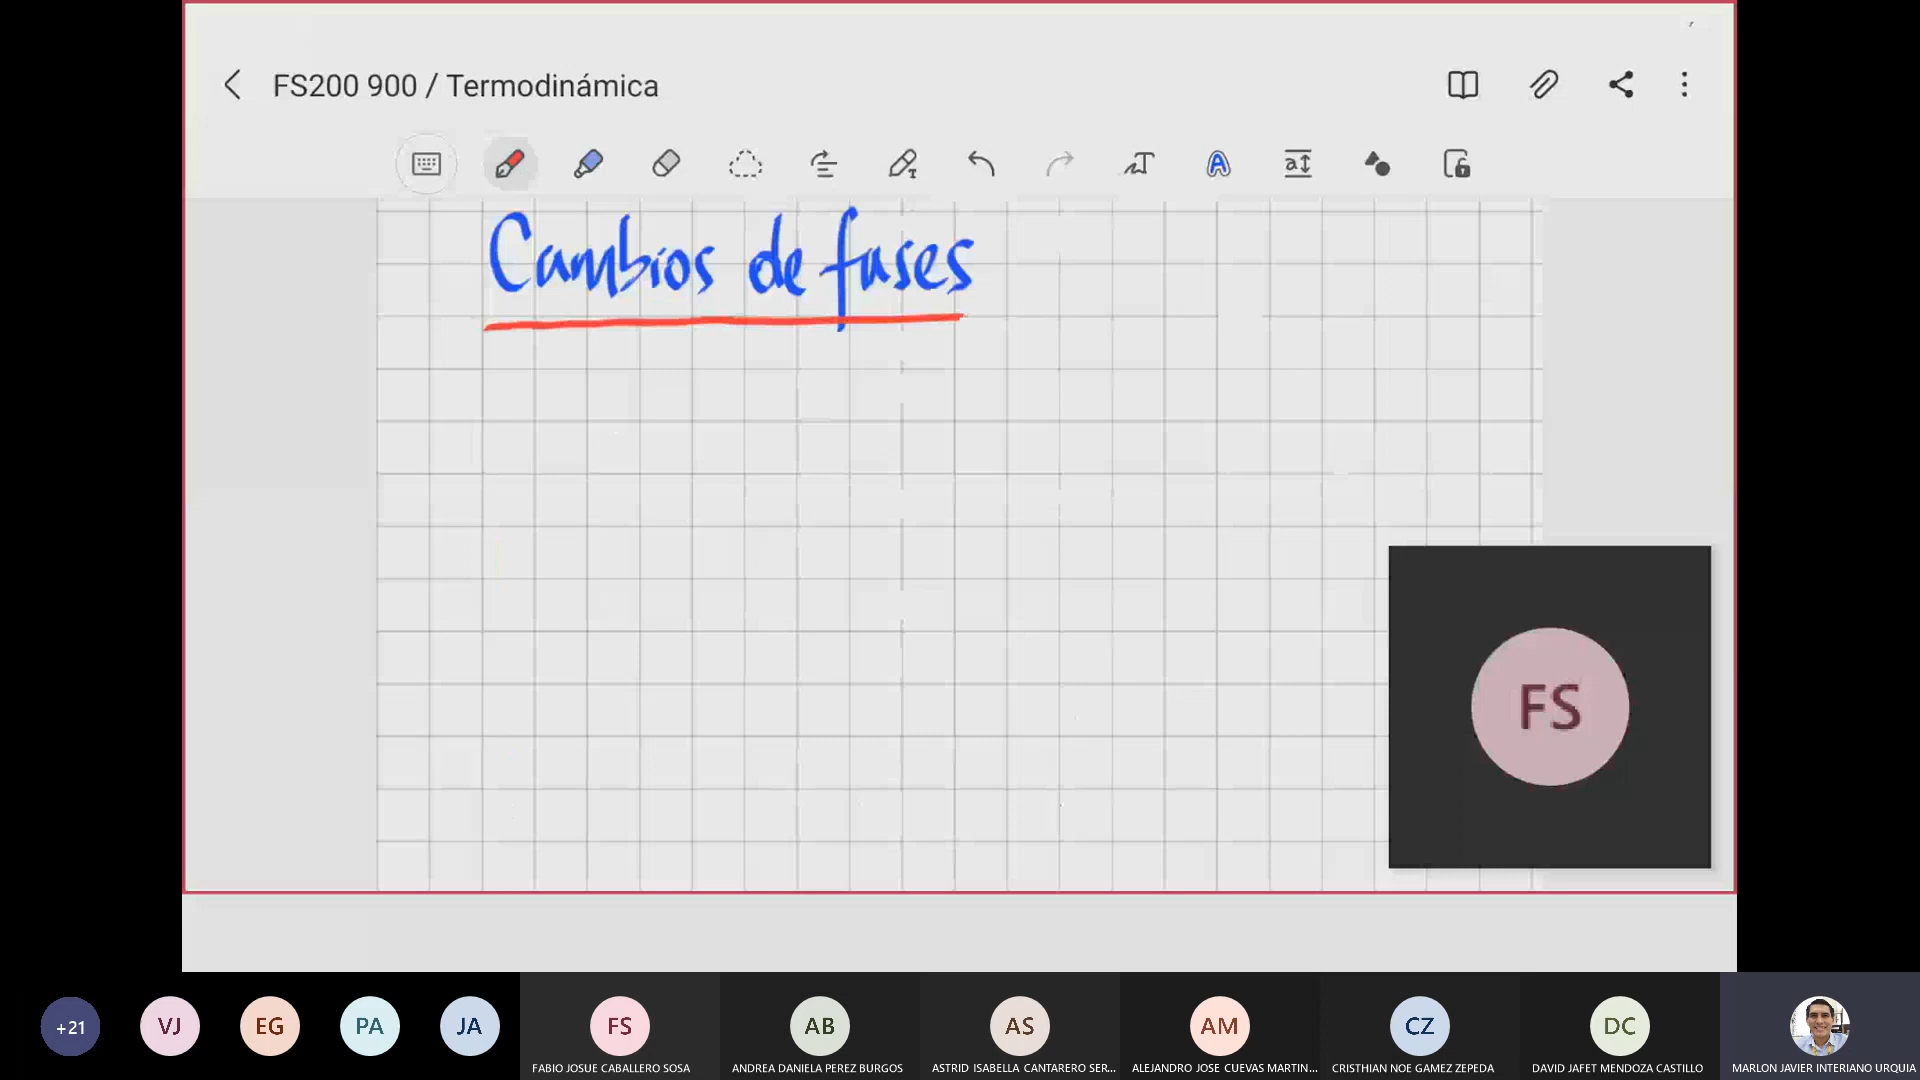 FS200 900 / Termodinámica
Cambios de fases
FS
+21
VJ
EG
PA
JA
FS
AB
AS
AM
CZ
DC
FABIO JOSUE CABALLERO SOSA
ANDREA DANIELA PEREZ BURGOS
ASTRID ISABELLA CANTARERO SER...
ALEJANDRO JOSE CUEVAS MARTIN...
CRISTHIAN NOE GAMEZ ZEPEDA
DAVID JAFET MENDOZA CASTILLO
MARLON JAVIER INTERIANO URQUIA